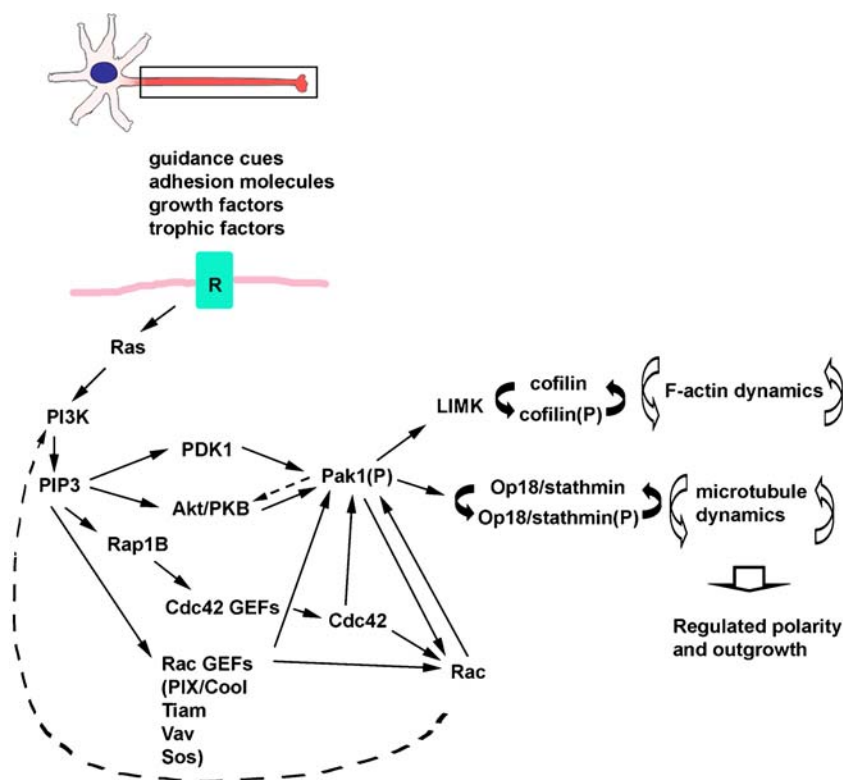 guidance cues
adhesion molecules
growth factors
trophic factors
R
Ras
PI3K
PIP3
PDK1
Akt/PKB
Rap1B
Cdc42 GEFs
Cdc42
Rac GEFs
(PIX/Cool
Tiam
Vav
Sos)
Rac
Pak1(P)
LIMK
cofilin
cofilin(P)
F-actin dynamics
Op18/stathmin
Op18/stathmin(P)
microtubule
dynamics
Regulated polarity
and outgrowth